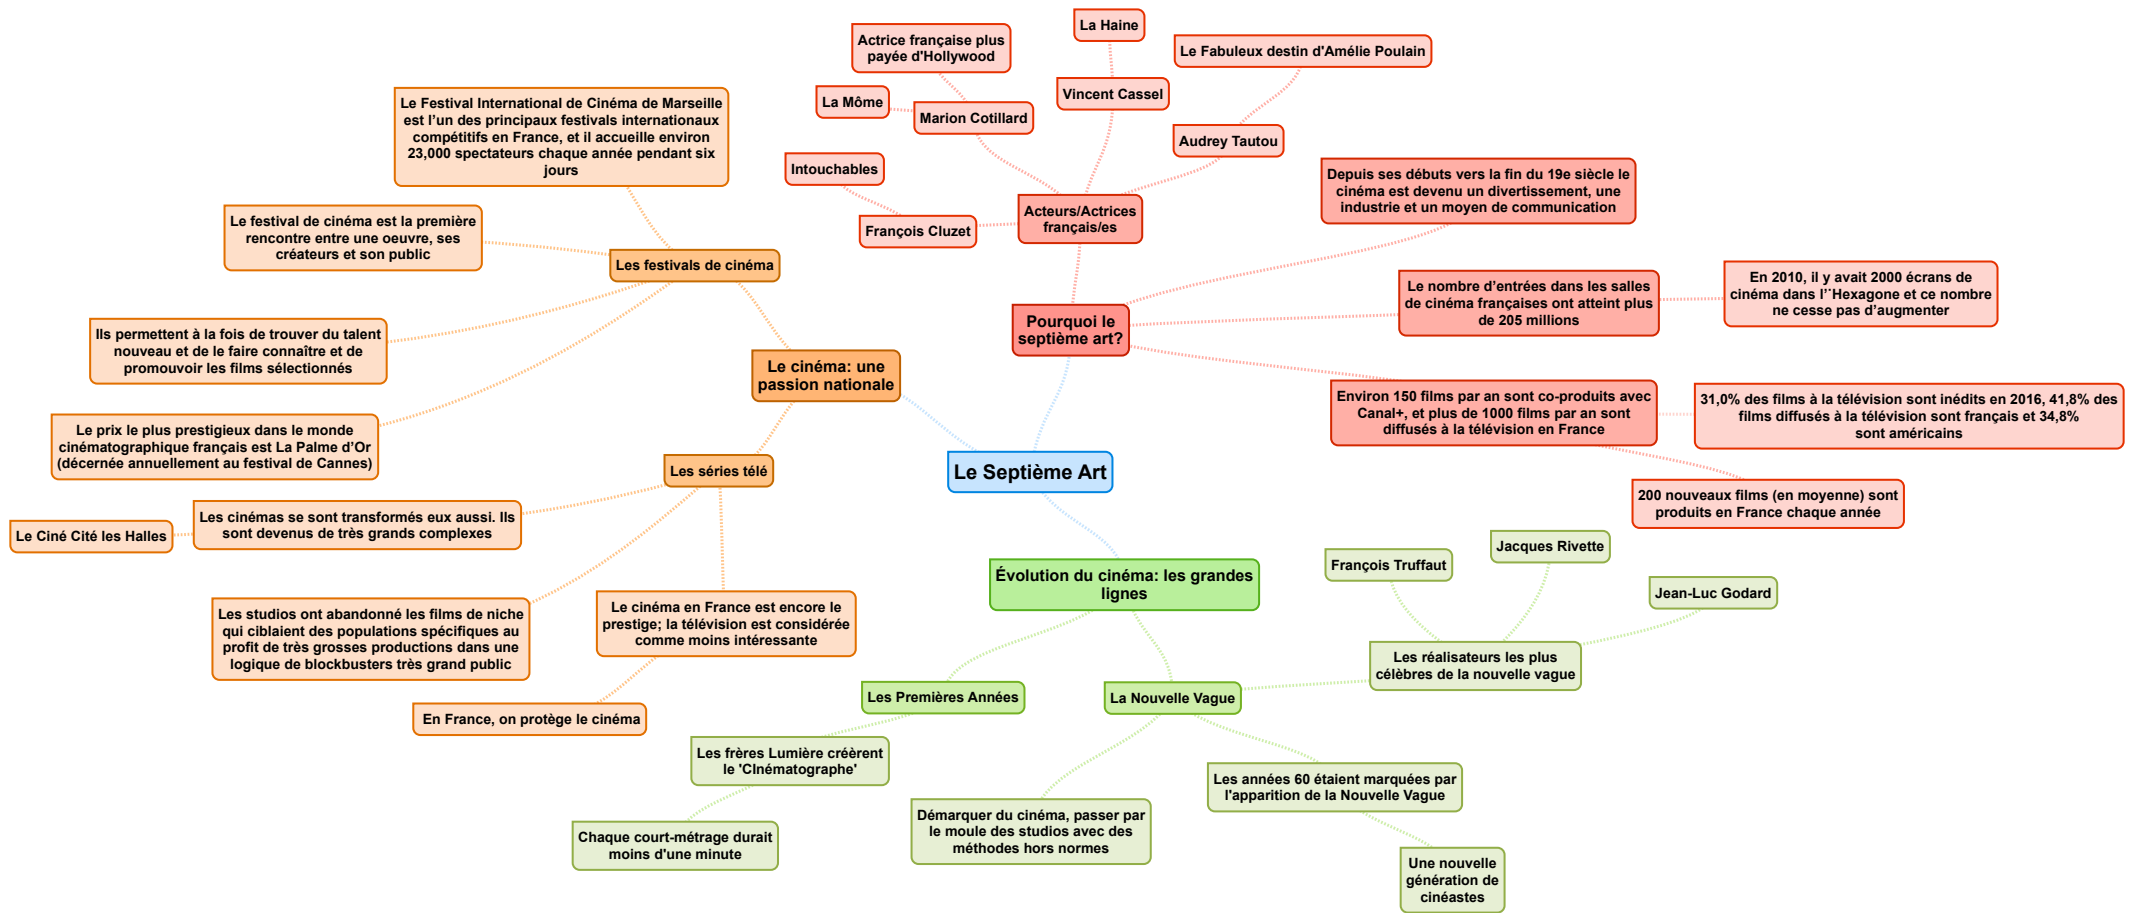 Le Septième Art
Pourquoi le
septième art?
Acteurs/Actrices
français/es
François Cluzet
Intouchables
Marion Cotillard
La Môme
Actrice française plus
payée d'Hollywood
Vincent Cassel
La Haine
Audrey Tautou
Le Fabuleux destin d'Amélie Poulain
Depuis ses débuts vers la fin du 19e siècle le
cinéma est devenu un divertissement, une
industrie et un moyen de communication
Le nombre d’entrées dans les salles
de cinéma françaises ont atteint plus
de 205 millions
En 2010, il y avait 2000 écrans de
cinéma dans l’¨Hexagone et ce nombre
ne cesse pas d’augmenter
Environ 150 films par an sont co-produits avec
Canal+, et plus de 1000 films par an sont
diffusés à la télévision en France
31,0% des films à la télévision sont inédits en 2016, 41,8% des
films diffusés à la télévision sont français et 34,8%
sont américains
200 nouveaux films (en moyenne) sont
produits en France chaque année
Évolution du cinéma: les grandes
lignes
La Nouvelle Vague
Les réalisateurs les plus
célèbres de la nouvelle vague
François Truffaut
Jacques Rivette
Jean-Luc Godard
Les années 60 étaient marquées par
l'apparition de la Nouvelle Vague
Une nouvelle
génération de
cinéastes
Démarquer du cinéma, passer par
le moule des studios avec des
méthodes hors normes
Les Premières Années
Les frères Lumière créèrent
le 'CInématographe'
Chaque court-métrage durait
moins d'une minute
Le cinéma: une
passion nationale
Les festivals de cinéma
Le Festival International de Cinéma de Marseille
est l’un des principaux festivals internationaux
compétitifs en France, et il accueille environ
23,000 spectateurs chaque année pendant six
jours
Le festival de cinéma est la première
rencontre entre une oeuvre, ses
créateurs et son public
Ils permettent à la fois de trouver du talent
nouveau et de le faire connaître et de
promouvoir les films sélectionnés
Le prix le plus prestigieux dans le monde
cinématographique français est La Palme d’Or
(décernée annuellement au festival de Cannes)
Les séries télé
Les cinémas se sont transformés eux aussi. Ils
sont devenus de très grands complexes
Le Ciné Cité les Halles
Les studios ont abandonné les films de niche
qui ciblaient des populations spécifiques au
profit de très grosses productions dans une
logique de blockbusters très grand public
Le cinéma en France est encore le
prestige; la télévision est considérée
comme moins intéressante
En France, on protège le cinéma